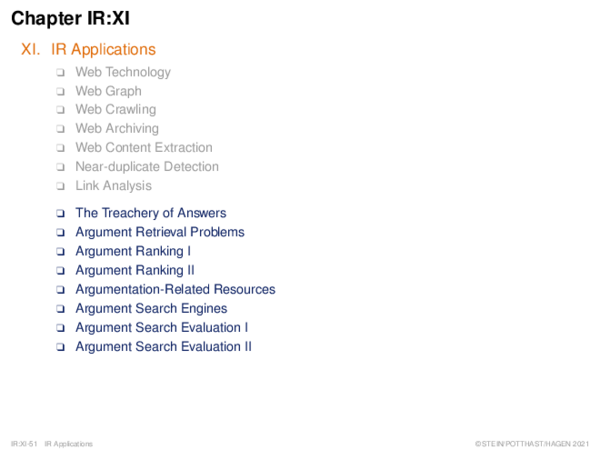 Chapter IR:XI
XI. IR Applications
❑ Web Technology
❑ Web Graph
❑ Web Crawling
❑ Web Archiving
❑ Web Content Extraction
❑ Near-duplicate Detection
❑ Link Analysis
❑ The Treachery of Answers
❑ Argument Retrieval Problems
❑ Argument Ranking I
❑ Argument Ranking II
❑ Argumentation-Related Resources
❑ Argument Search Engines
❑ Argument Search Evaluation I
❑ Argument Search Evaluation II
IR:XI-51 IR Applications ©STEIN/POTTHAST/HAGEN 2021